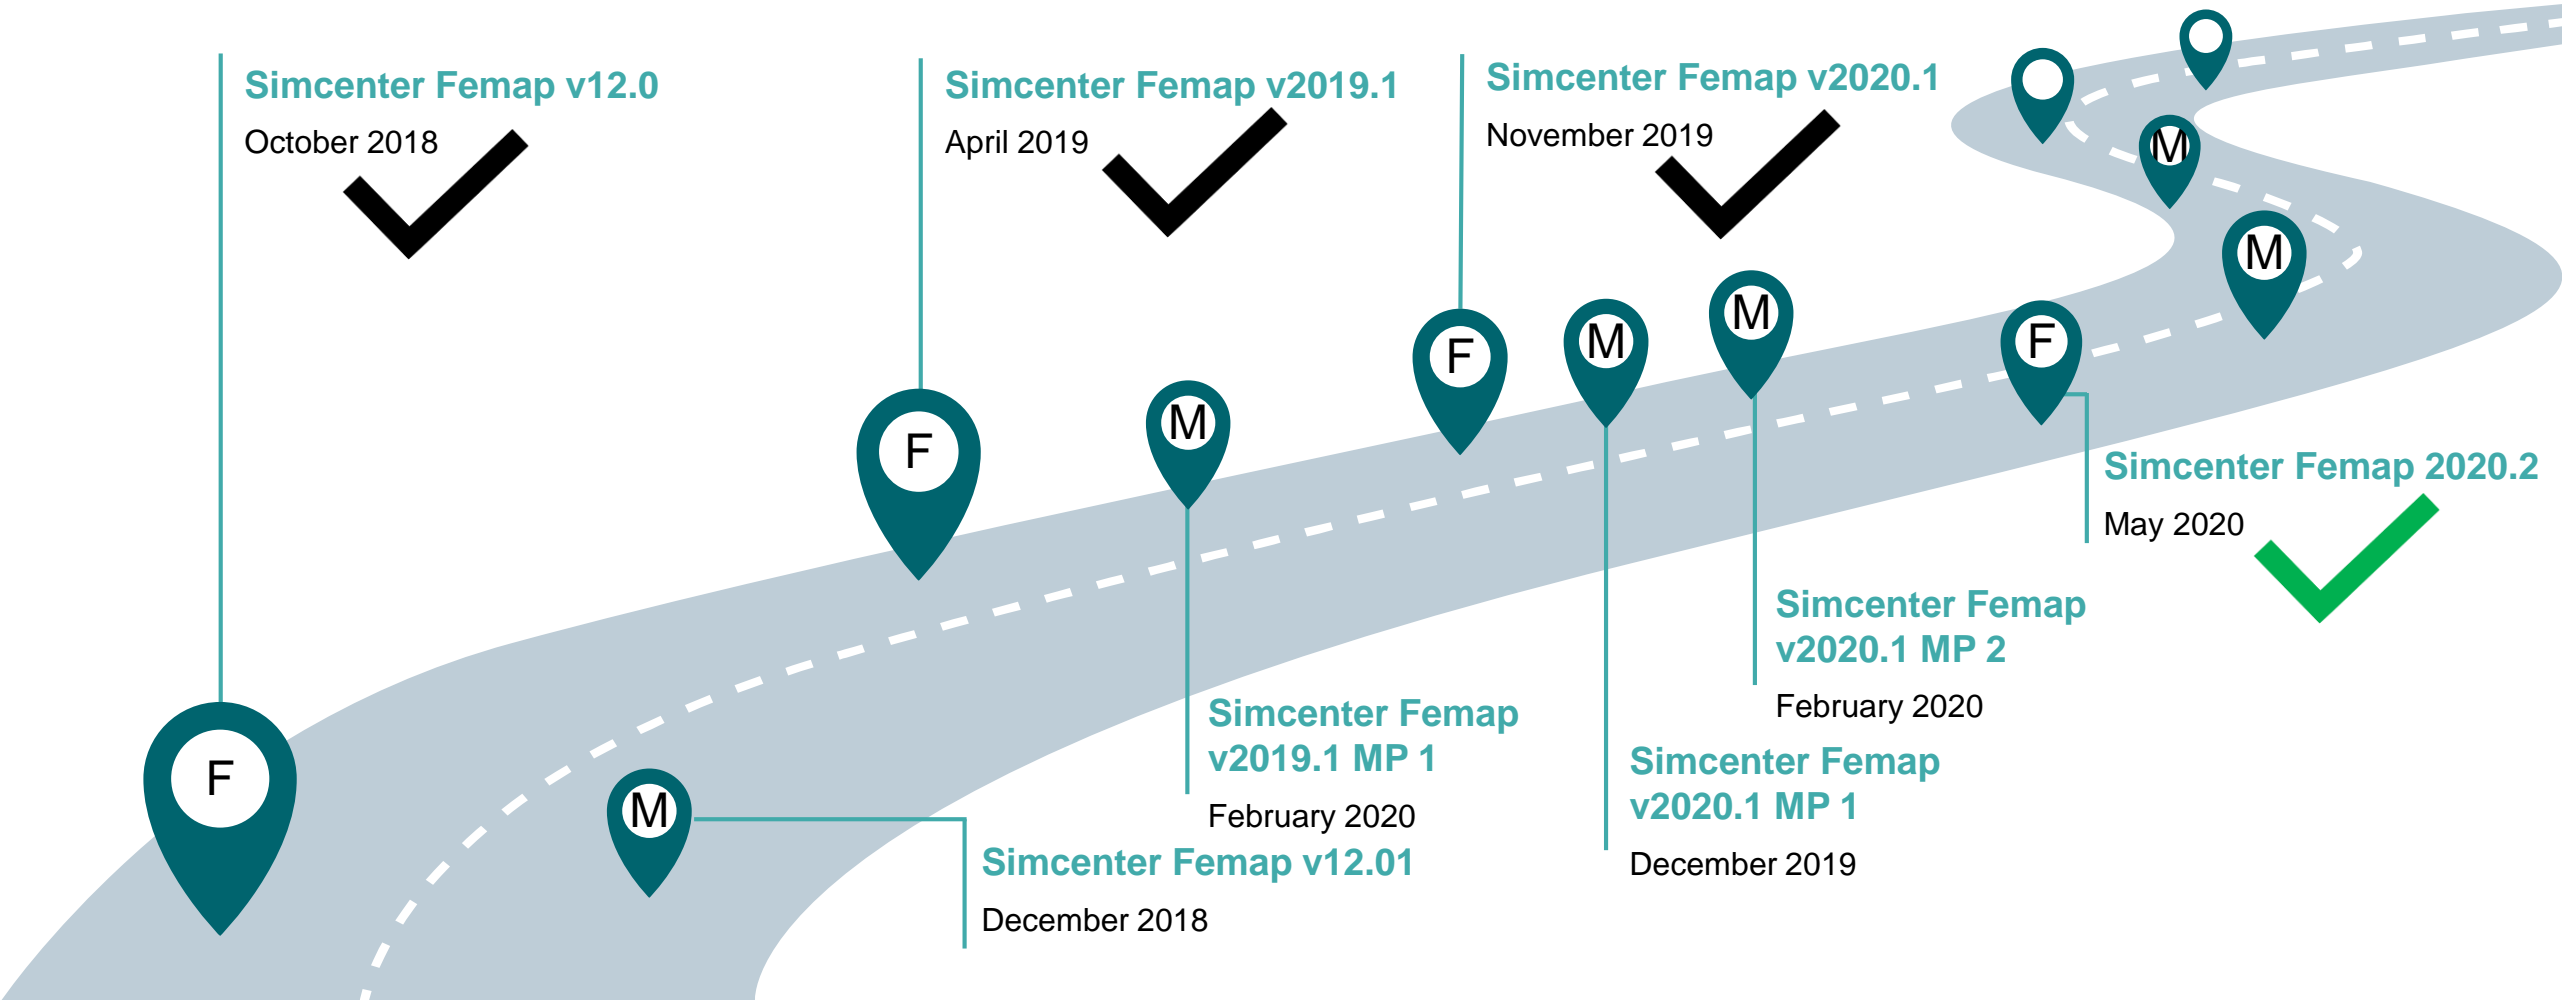 Simcenter Femap v12.0
October 2018
Simcenter Femap v2019.1
April 2019
Simcenter Femap v2020.1
November 2019
M
M
F
M
M
F
F
M
Simcenter Femap 2020.2
May 2020
Simcenter Femap
v2020.1 MP 2
February 2020
Simcenter Femap
v2019.1 MP 1
February 2020
Simcenter Femap
v2020.1 MP 1
December 2019
F
M
Simcenter Femap v12.01
December 2018